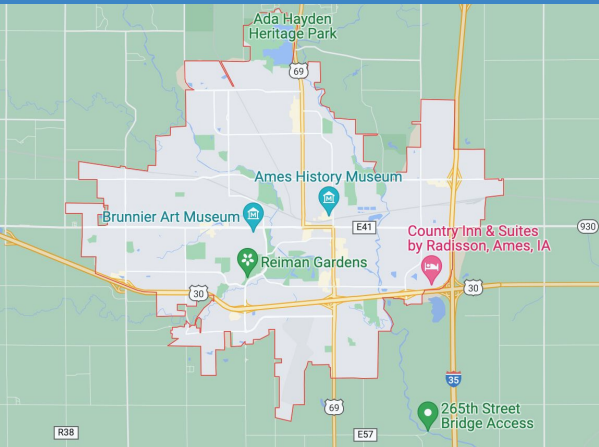 Ada Hayden
Heritage Park
69
Ames History Museum
Brunnier Art Museum
E41
930
Country Inn & Suites
by Radisson, Ames, IA
Reiman Gardens
30
30
35
69
265th Street
Bridge Access
R38
E57